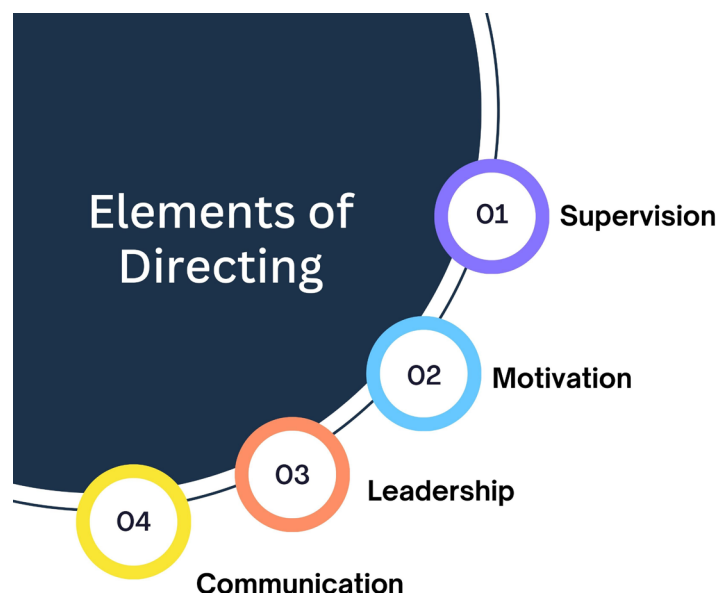 Elements of
Directing
01
Supervision
02
Motivation
03
Leadership
04
Communication